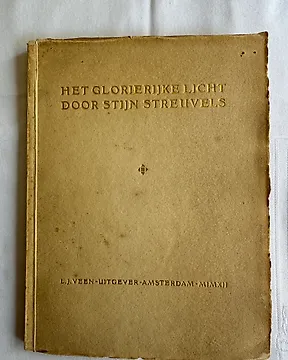 HET GLORIERIJKE LICHT
DOOR STIJN STREUVELS
L.J. VEEN - UITGEVER - AMSTERDAM - MCMXII